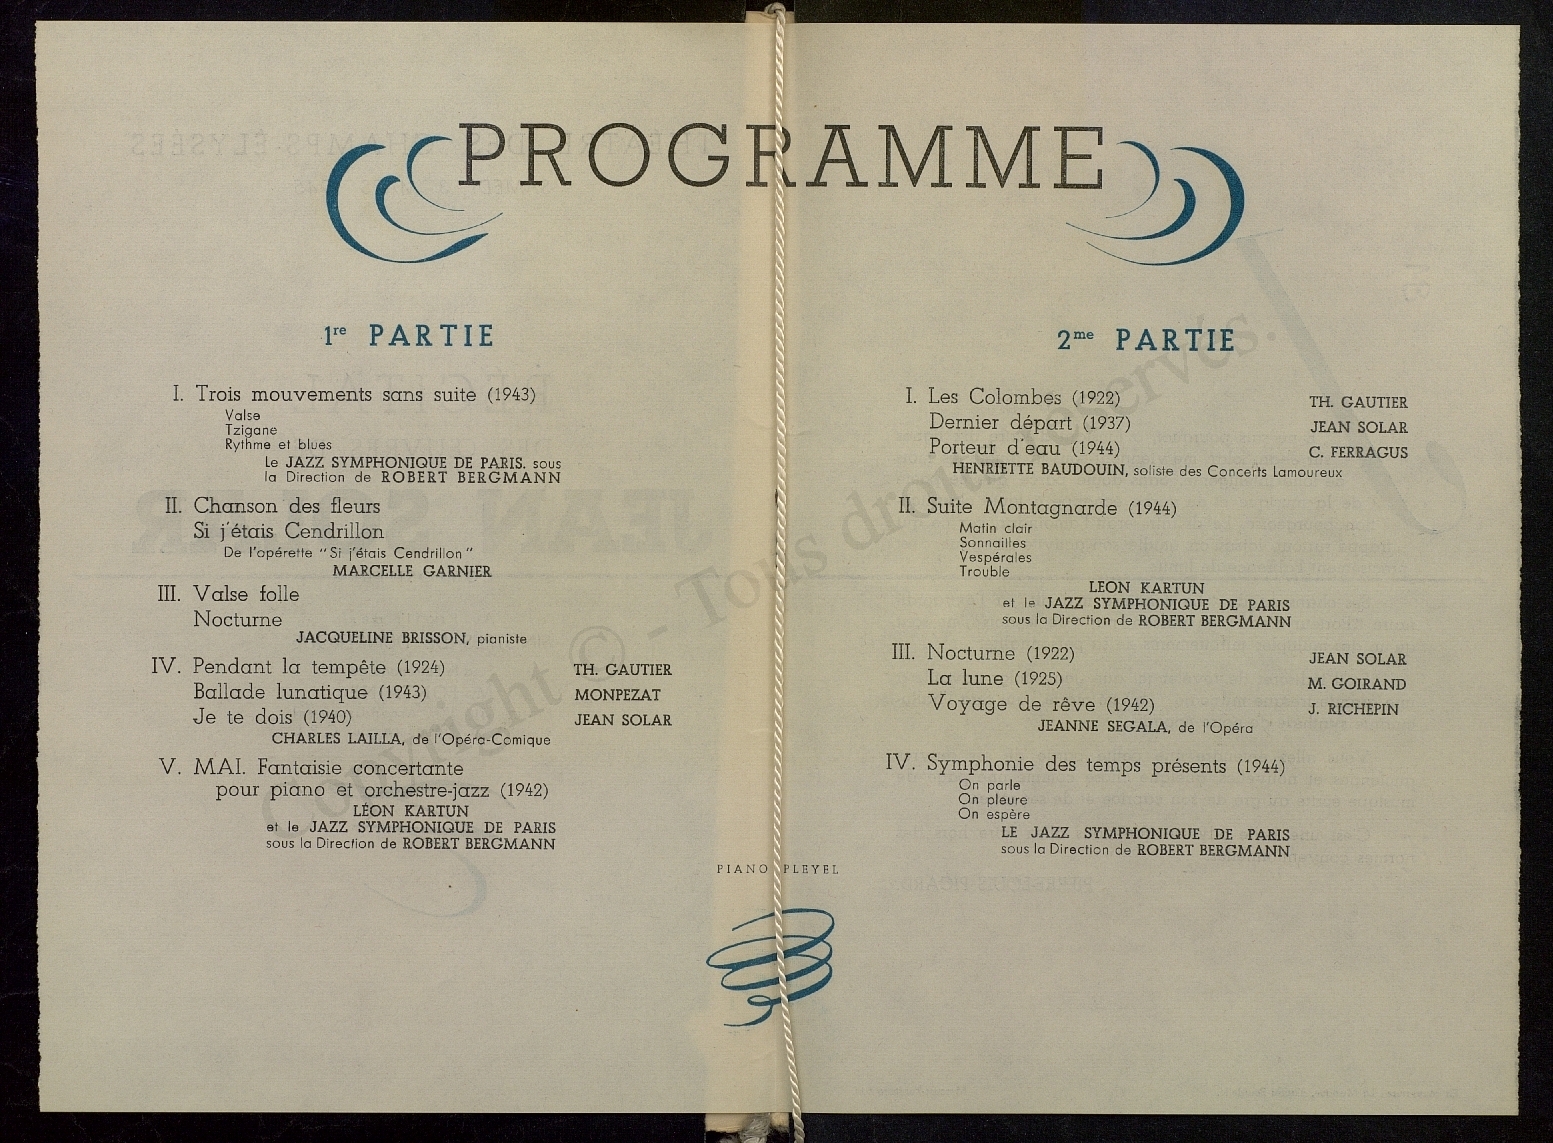 PROGRAMME
1re PARTIE
I. Trois mouvements sans suite (1943)
Valse
Tzigane
Rythme et blues
Le JAZZ SYMPHONIQUE DE PARIS. sous
la Direction de ROBERT BERGMANN
II. Chanson des fleurs
Si j'étais Cendrillon
De l'opérette "Si j'étais Cendrillon"
MARCELLE GARNIER
III. Valse folle
Nocturne
JACQUELINE BRISSON, pianiste
IV. Pendant la tempête (1924) TH. GAUTIER
Ballade lunatique (1943) MONPEZAT
Je te dois (1940) JEAN SOLAR
CHARLES LAILLA, de l'Opéra-Comique
V. MAI. Fantaisie concertante
pour piano et orchestre-jazz (1942)
LÉON KARTUN
et le JAZZ SYMPHONIQUE DE PARIS
sous la Direction de ROBERT BERGMANN
2me PARTIE
I. Les Colombes (1922) TH. GAUTIER
Dernier départ (1937) JEAN SOLAR
Porteur d'eau (1944) C. FERRAGUS
HENRIETTE BAUDOUIN, soliste des Concerts Lamoureux
II. Suite Montagnarde (1944)
Matin clair
Sonnailles
Vespérales
Trouble
LEON KARTUN
et le JAZZ SYMPHONIQUE DE PARIS
sous la Direction de ROBERT BERGMANN
III. Nocturne (1922) JEAN SOLAR
La lune (1925) M. GOIRAND
Voyage de rêve (1942) J. RICHEPIN
JEANNE SEGALA, de l'Opéra
IV. Symphonie des temps présents (1944)
On parle
On pleure
On espère
LE JAZZ SYMPHONIQUE DE PARIS
sous la Direction de ROBERT BERGMANN
PIANO PLEYEL
Copyright © - Tous droits réservés.